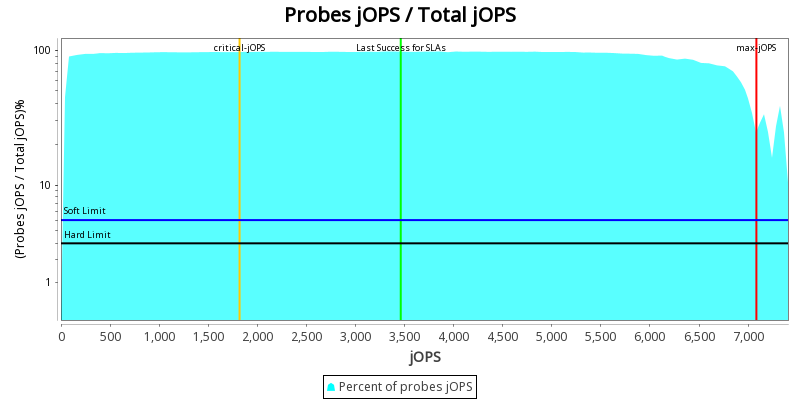 Probes jOPS / Total jOPS
(Probes jOPS / Total jOPS)%
100
10
1
critical-jOPS
Last Success for SLAs
max-jOPS
Soft Limit
Hard Limit
0 500 1,000 1,500 2,000 2,500 3,000 3,500 4,000 4,500 5,000 5,500 6,000 6,500 7,000
jOPS
Percent of probes jOPS